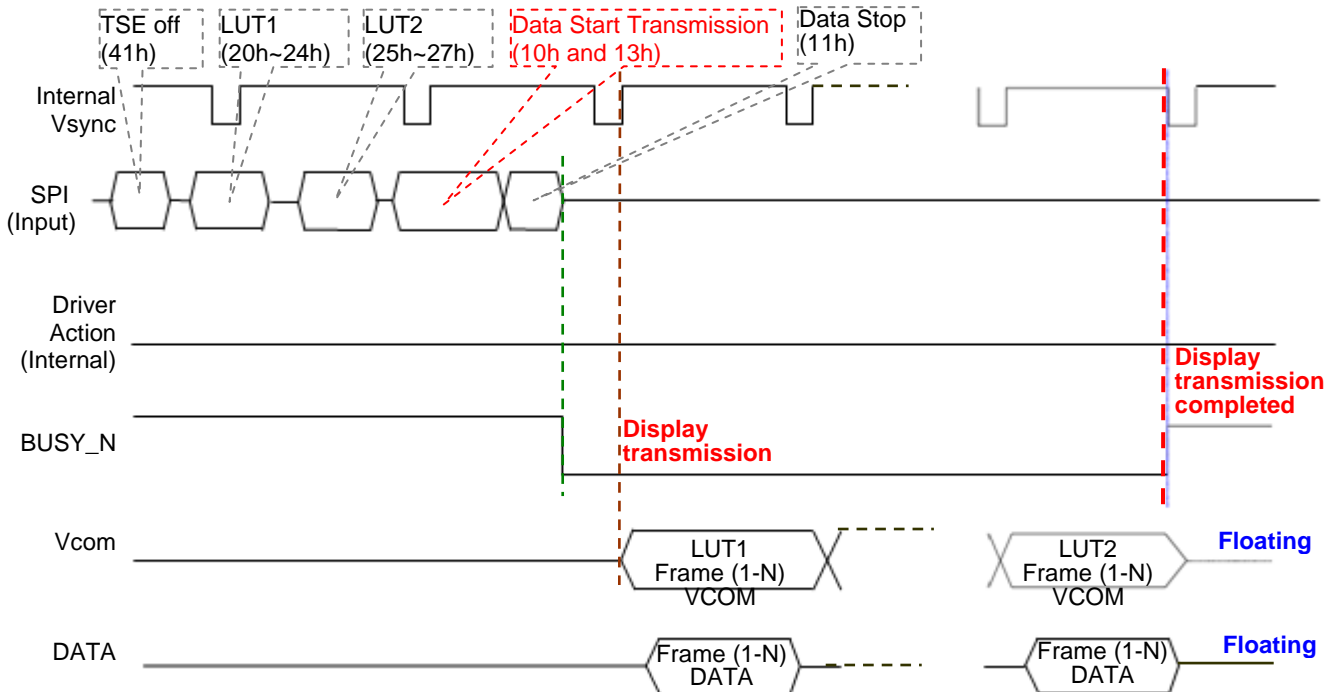 TSE off
(41h)
LUT1
(20h~24h)
LUT2
(25h~27h)
Data Start Transmission
(10h and 13h)
Data Stop
(11h)
Internal
Vsync
SPI
(Input)
Driver
Action
(Internal)
Display
transmission
completed
BUSY_N
Display
transmission
Vcom
LUT1
Frame (1-N)
VCOM
LUT2
Frame (1-N)
VCOM
Floating
DATA
Frame (1-N)
DATA
Frame (1-N)
DATA
Floating